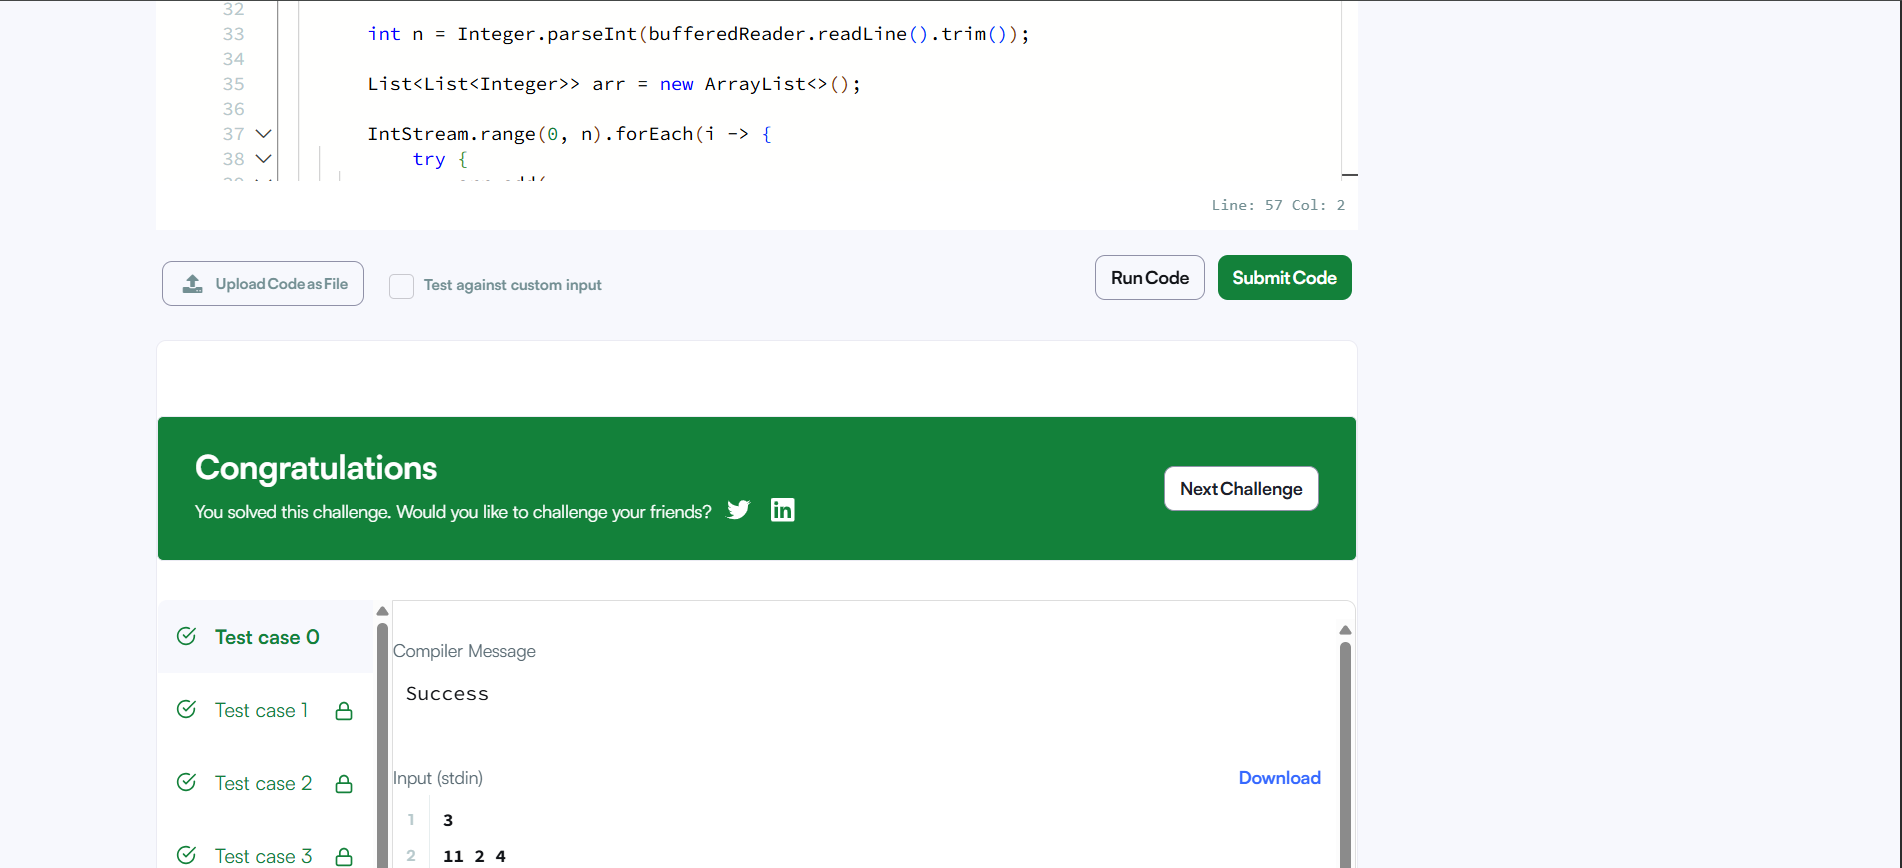 32
33 int n = Integer.parseInt(bufferedReader.readLine().trim());
34
35 List<List<Integer>> arr = new ArrayList<>();
36
37 IntStream.range(0, n).forEach(i -> {
38 try {
Line: 57 Col: 2
Upload Code as File
Test against custom input
Run Code
Submit Code
Congratulations
You solved this challenge. Would you like to challenge your friends?
Next Challenge
Test case 0
Test case 1
Test case 2
Test case 3
Compiler Message
Success
Input (stdin)
Download
1 3
2 11 2 4